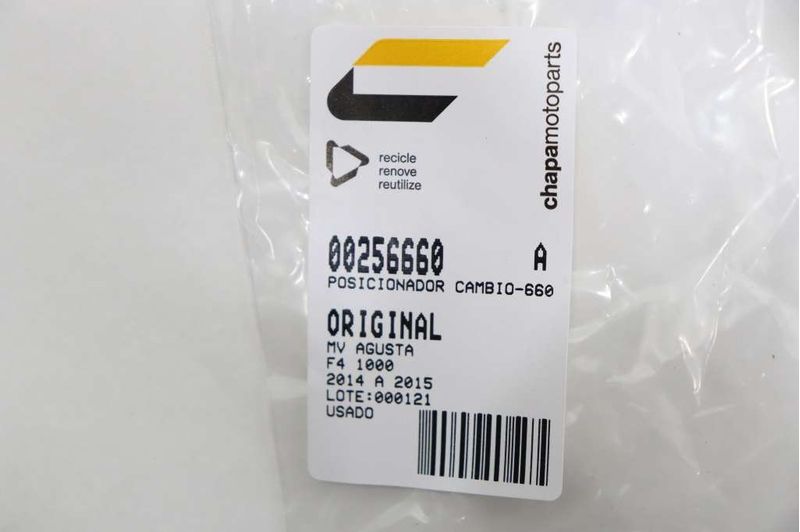 chapamotoparts
recicle
renove
reutilize
00256660 A
POSICIONADOR CAMBIO-660
ORIGINAL
MV AGUSTA
F4 1000
2014 A 2015
LOTE:000121
USADO